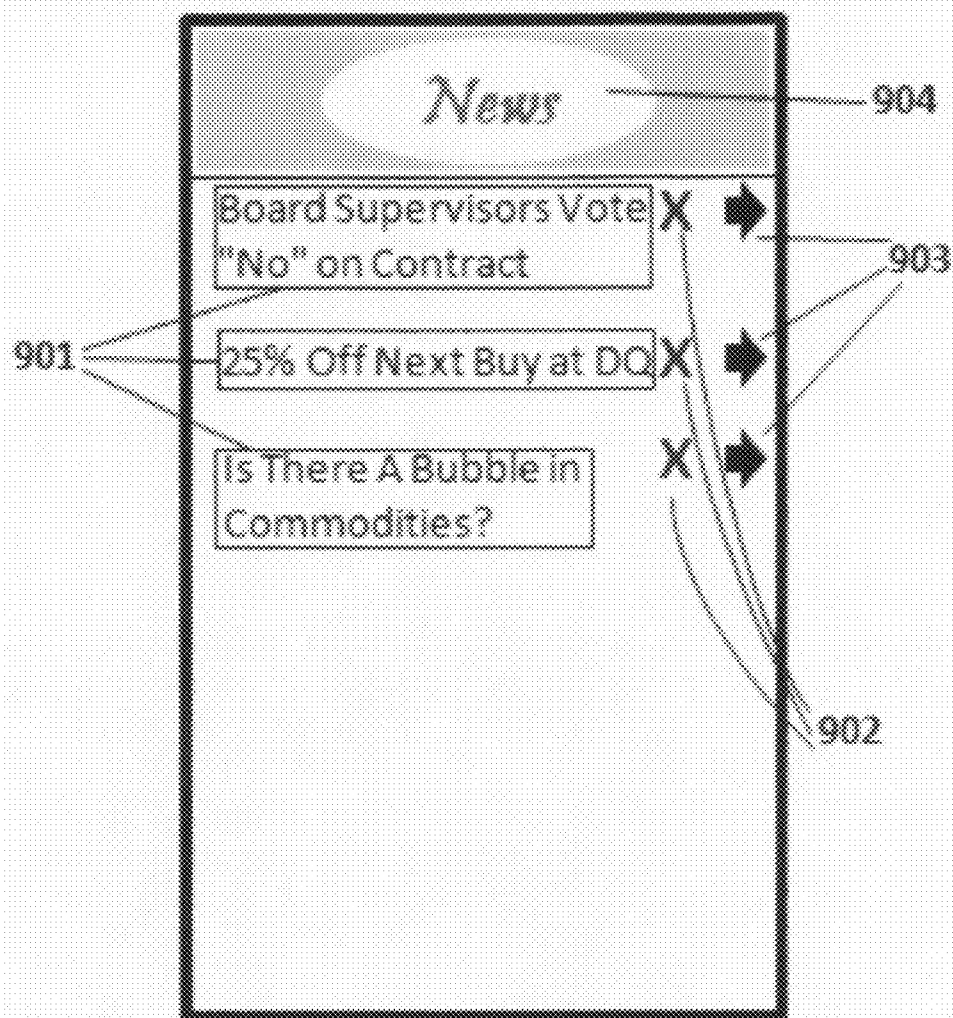 News
904
Board Supervisors Vote X
"No" on Contract
903
901
25% Off Next Buy at DQ X
Is There A Bubble in X
Commodities?
902